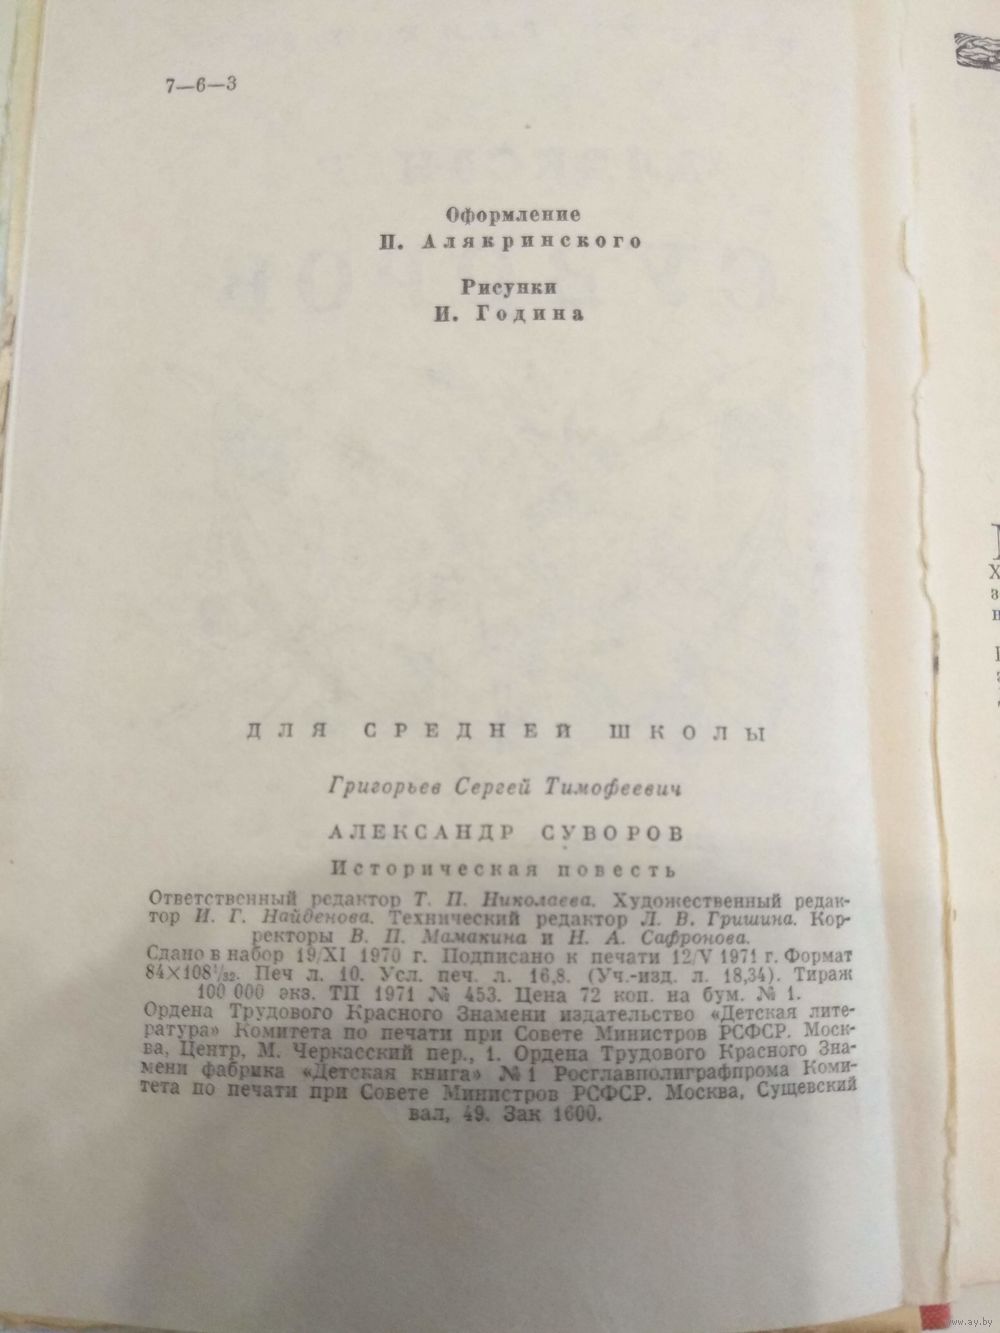 7—6—3
Оформление
П. Алякринского
Рисунки
И. Година
ДЛЯ СРЕДНЕЙ ШКОЛЫ
Григорьев Сергей Тимофеевич
АЛЕКСАНДР СУВОРОВ
Историческая повесть
Ответственный редактор Т. П. Николаева. Художественный редак-
тор И. Г. Найденова. Технический редактор Л. В. Гришина. Кор-
ректоры В. П. Мамакина и Н. А. Сафронова.
Сдано в набор 19/XI 1970 г. Подписано к печати 12/V 1971 г. Формат
84×108¹/₃₂. Печ л. 10. Усл. печ. л. 16,8. (Уч.-изд. л. 18,34). Тираж
100 000 экз. ТП 1971 № 453. Цена 72 коп. на бум. № 1.
Ордена Трудового Красного Знамени издательство «Детская лите-
ратура» Комитета по печати при Совете Министров РСФСР. Моск-
ва, Центр, М. Черкасский пер., 1. Ордена Трудового Красного Зна-
мени фабрика «Детская книга» № 1 Росглавполиграфпрома Коми-
тета по печати при Совете Министров РСФСР. Москва, Сущевский
вал, 49. Зак 1600.
www.ay.by